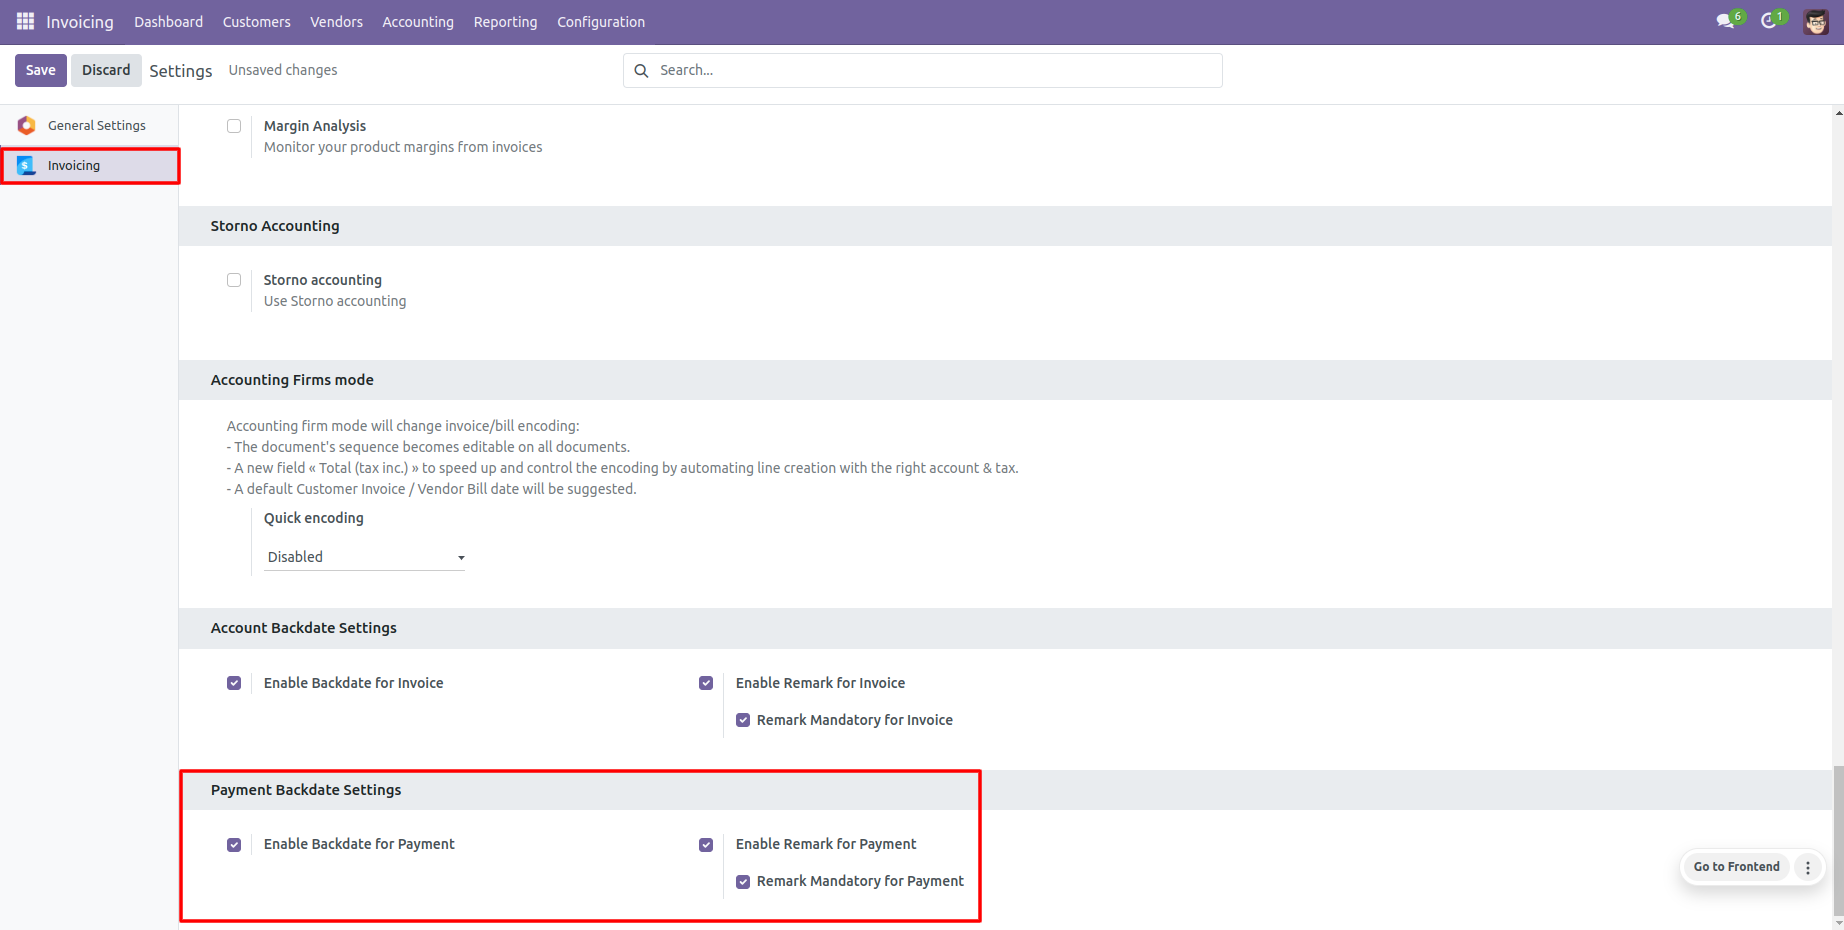 Invoicing Dashboard Customers Vendors Accounting Reporting Configuration 6 1
Save Discard Settings Unsaved changes Search...
General Settings
Invoicing
Margin Analysis
Monitor your product margins from invoices
Storno Accounting
Storno accounting
Use Storno accounting
Accounting Firms mode
Accounting firm mode will change invoice/bill encoding:
- The document's sequence becomes editable on all documents.
- A new field « Total (tax inc.) » to speed up and control the encoding by automating line creation with the right account & tax.
- A default Customer Invoice / Vendor Bill date will be suggested.
Quick encoding
Disabled
Account Backdate Settings
Enable Backdate for Invoice Enable Remark for Invoice
Remark Mandatory for Invoice
Payment Backdate Settings
Enable Backdate for Payment Enable Remark for Payment
Remark Mandatory for Payment
Go to Frontend